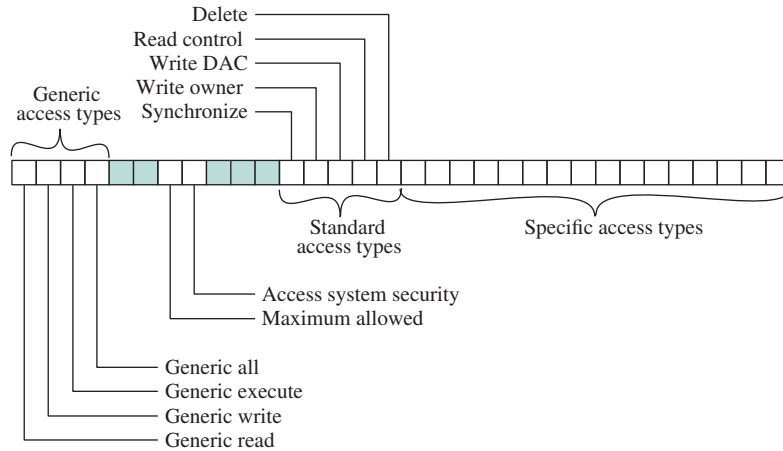 Delete
Read control
Write DAC
Write owner
Synchronize
Generic
access types
Standard
access types
Specific access types
Access system security
Maximum allowed
Generic all
Generic execute
Generic write
Generic read